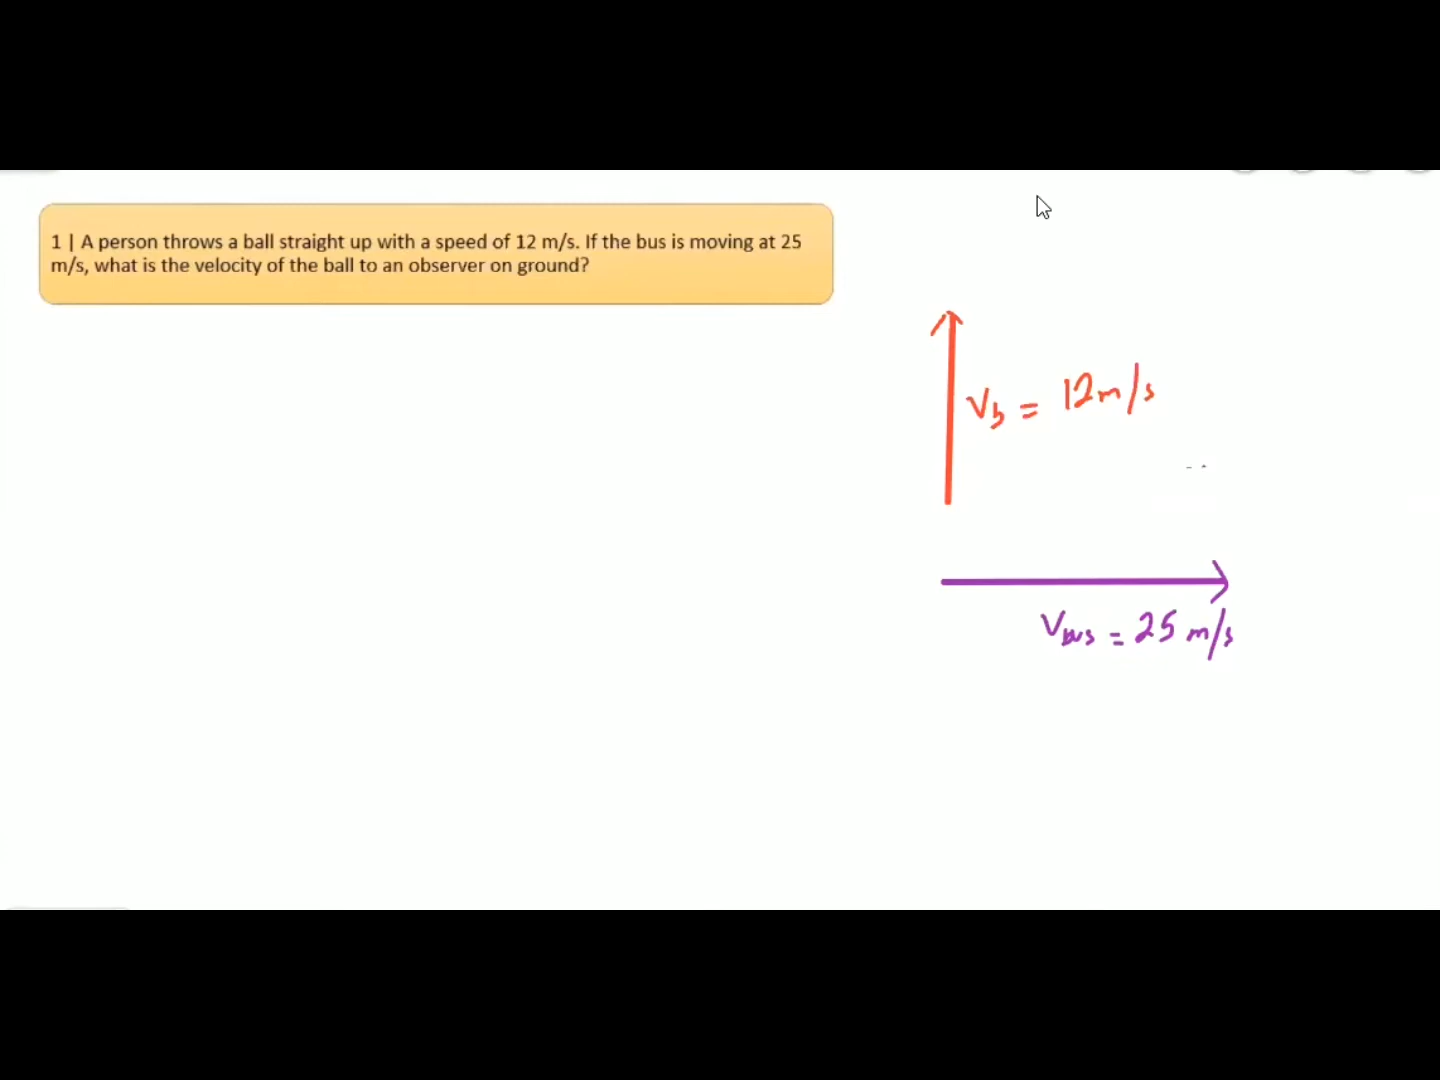 1 | A person throws a ball straight up with a speed of 12 m/s. If the bus is moving at 25
m/s, what is the velocity of the ball to an observer on ground?
Vb = 12m/s
Vbus = 25 m/s